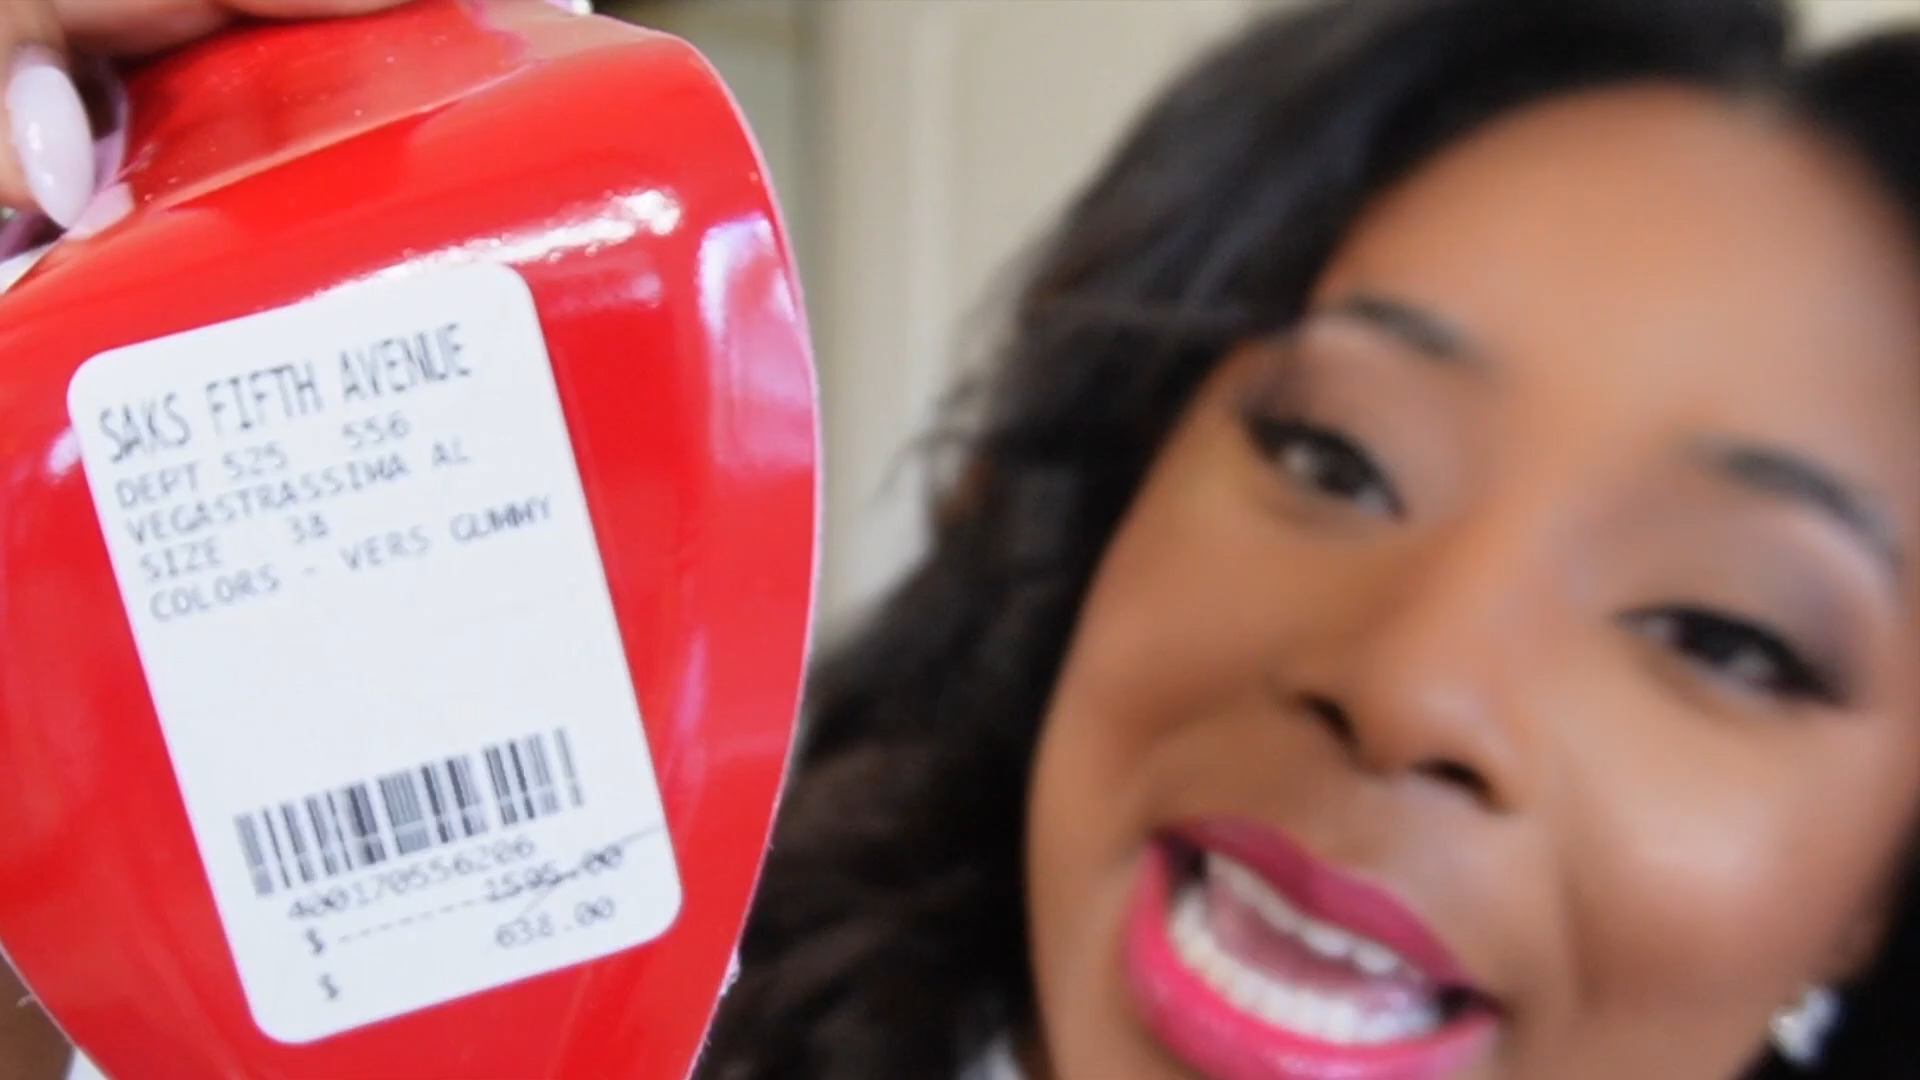 SAKS FIFTH AVENUE
DEPT 525 556
VEGASTRASSIMA AL
SIZE 38
COLORS - VERS GUMMY
400170556206
$ ------- 1595.00
$ 638.00